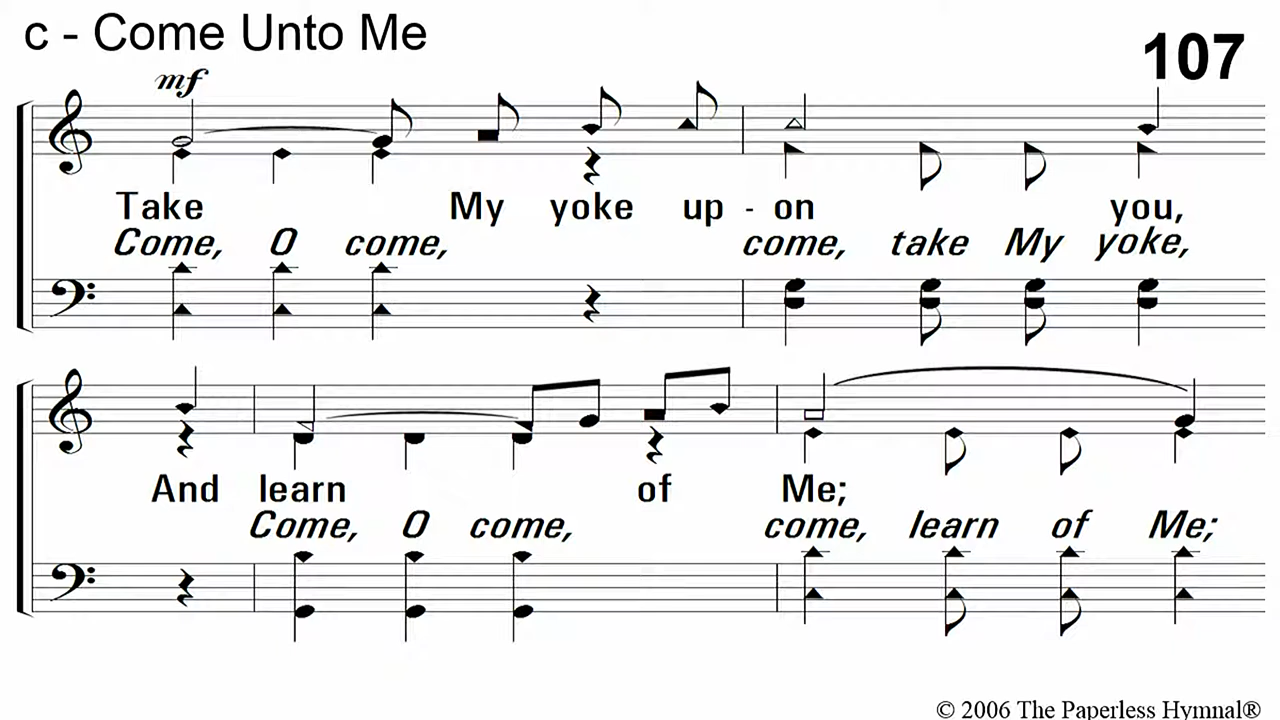 c - Come Unto Me
107
mf
Take My yoke up - on you,
Come, O come, come, take My yoke,
And learn of Me;
Come, O come, come, learn of Me;
© 2006 The Paperless Hymnal®